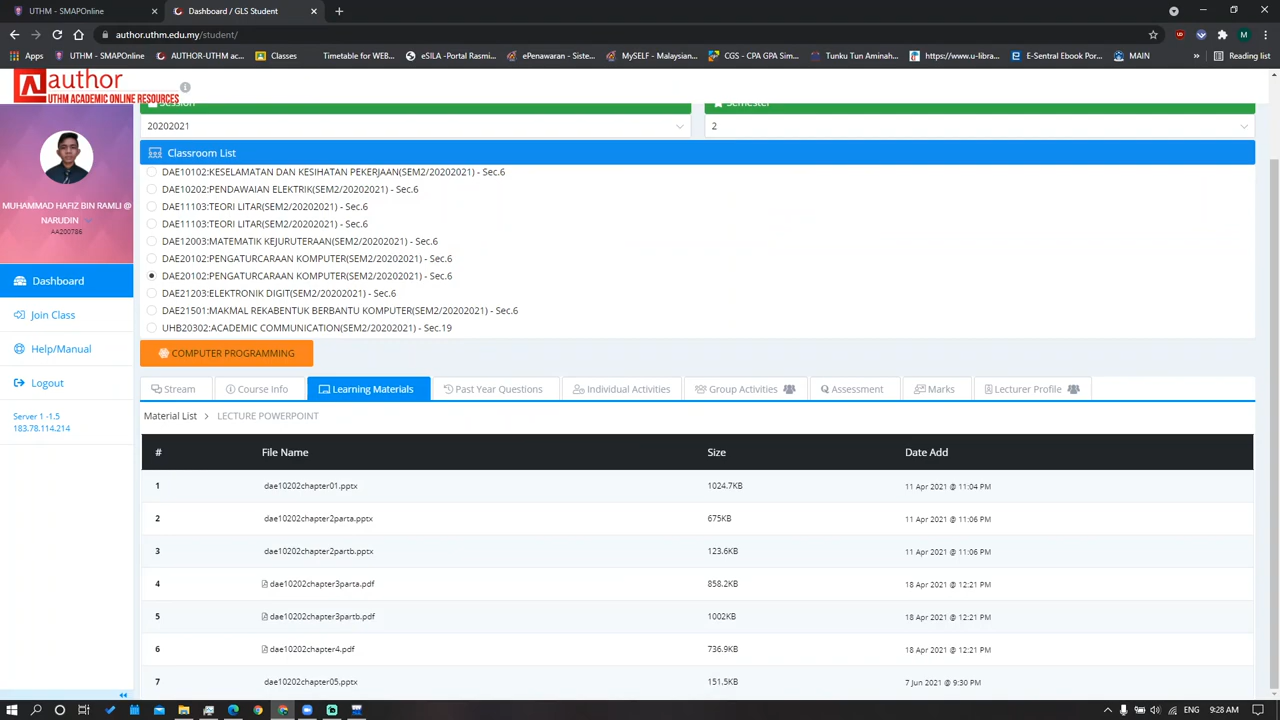 UTHM - SMAPOnline
Dashboard or GLS Student
author.uthm.edu.my/student/
Apps
UTHM - SMAPOnline
AUTHOR-UTHM ac...
Classes
Timetable for WEB...
eSILA -Portal Rasmi...
ePenawaran - Siste...
MySELF - Malaysian...
CGS - CPA GPA Sim...
Tunku Tun Aminah...
https://www.u-libra...
E-Sentral Ebook Por...
MAIN
»
Reading list
author
UTHM ACADEMIC ONLINE RESOURCES
Session
Semester
20202021
2
Classroom List
DAE10102:KESELAMATAN DAN KESIHATAN PEKERJAAN(SEM2/20202021) - Sec.6
DAE10202:PENDAWAIAN ELEKTRIK(SEM2/20202021) - Sec.6
DAE11103:TEORI LITAR(SEM2/20202021) - Sec.6
DAE11103:TEORI LITAR(SEM2/20202021) - Sec.6
DAE12003:MATEMATIK KEJURUTERAAN(SEM2/20202021) - Sec.6
DAE20102:PENGATURCARAAN KOMPUTER(SEM2/20202021) - Sec.6
DAE20102:PENGATURCARAAN KOMPUTER(SEM2/20202021) - Sec.6
DAE21203:ELEKTRONIK DIGIT(SEM2/20202021) - Sec.6
DAE21501:MAKMAL REKABENTUK BERBANTU KOMPUTER(SEM2/20202021) - Sec.6
UHB20302:ACADEMIC COMMUNICATION(SEM2/20202021) - Sec.19
MUHAMMAD HAFIZ BIN RAMLI @
NARUDIN
AA200786
Dashboard
Join Class
Help/Manual
Logout
Server 1 -1.5
183.78.114.214
COMPUTER PROGRAMMING
Stream
Course Info
Learning Materials
Past Year Questions
Individual Activities
Group Activities
Assessment
Marks
Lecturer Profile
Material List > LECTURE POWERPOINT
# File Name Size Date Add
1 dae10202chapter01.pptx 1024.7KB 11 Apr 2021 @ 11:04 PM
2 dae10202chapter2parta.pptx 675KB 11 Apr 2021 @ 11:06 PM
3 dae10202chapter2partb.pptx 123.6KB 11 Apr 2021 @ 11:06 PM
4 dae10202chapter3parta.pdf 858.2KB 18 Apr 2021 @ 12:21 PM
5 dae10202chapter3partb.pdf 1002KB 18 Apr 2021 @ 12:21 PM
6 dae10202chapter4.pdf 736.9KB 18 Apr 2021 @ 12:21 PM
7 dae10202chapter05.pptx 151.5KB 7 Jun 2021 @ 9:30 PM
ENG 9:28 AM